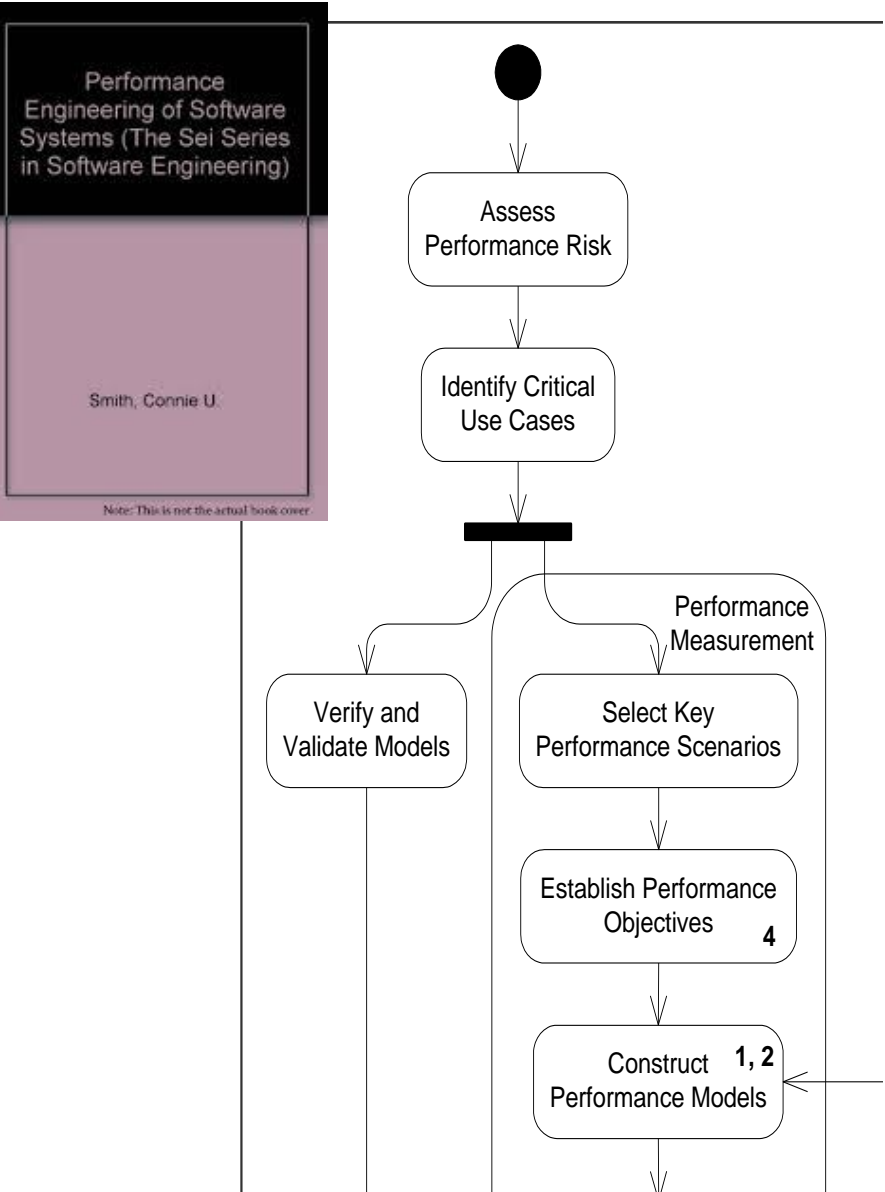 Performance
Engineering of Software
Systems (The Sei Series
in Software Engineering)
Smith, Connie U.
Note: This is not the actual book cover
Assess
Performance Risk
Identify Critical
Use Cases
Performance
Measurement
Verify and
Validate Models
Select Key
Performance Scenarios
Establish Performance
Objectives
4
Construct
Performance Models
1, 2